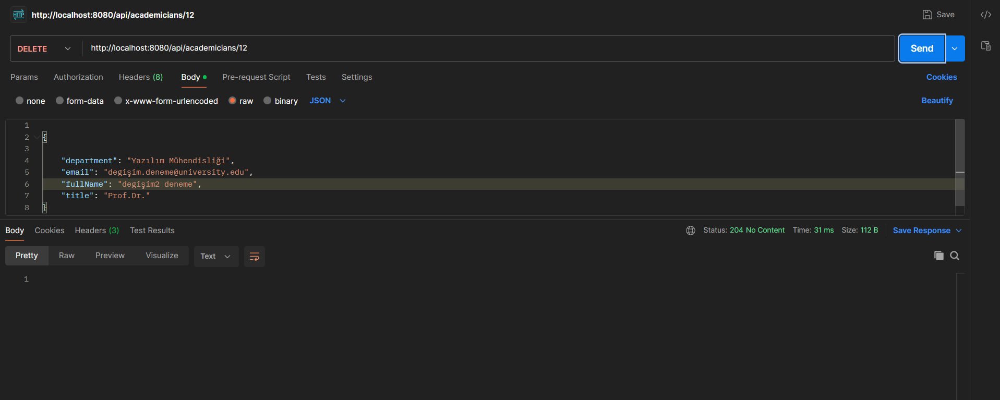 HTTP http://localhost:8080/api/academicians/12 Save
DELETE http://localhost:8080/api/academicians/12 Send
Params Authorization Headers (8) Body Pre-request Script Tests Settings Cookies
none form-data x-www-form-urlencoded raw binary JSON Beautify
1
2 {
3
4 "department": "Yazılım Mühendisliği",
5 "email": "degişim.deneme@university.edu",
6 "fullName": "degişim2 deneme",
7 "title": "Prof.Dr."
8 }
Body Cookies Headers (3) Test Results Status: 204 No Content Time: 31 ms Size: 112 B Save Response
Pretty Raw Preview Visualize Text
1